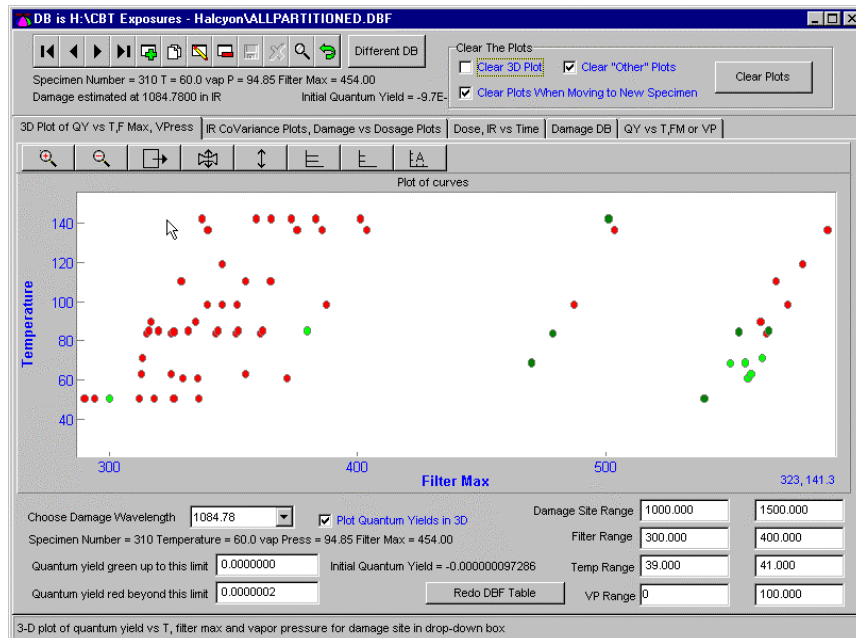 DB is H:\CBT Exposures - Halcyon\ALLPARTITIONED.DBF
Different DB
Clear The Plots
Clear 3D Plot
Clear "Other" Plots
Clear Plots When Moving to New Specimen
Clear Plots
Specimen Number = 310 T = 60.0 vap P = 94.85 Filter Max = 454.00
Damage estimated at 1084.7800 in IR
Initial Quantum Yield = -9.7E-
3D Plot of QY vs T,F Max, VPress
IR CoVariance Plots, Damage vs Dosage Plots
Dose, IR vs Time
Damage DB
QY vs T,FM or VP
A
Plot of curves
140
120
100
80
60
40
Temperature
300
400
500
Filter Max
323, 141.3
Choose Damage Wavelength
1084.78
Plot Quantum Yields in 3D
Specimen Number = 310 Temperature = 60.0 vap Press = 94.85 Filter Max = 454.00
Quantum yield green up to this limit
0.0000000
Initial Quantum Yield = -0.000000097286
Quantum yield red beyond this limit
0.0000002
Redo DBF Table
Damage Site Range
1000.000
1500.000
Filter Range
300.000
400.000
Temp Range
39.000
41.000
VP Range
0
100.000
3-D plot of quantum yield vs T, filter max and vapor pressure for damage site in drop-down box